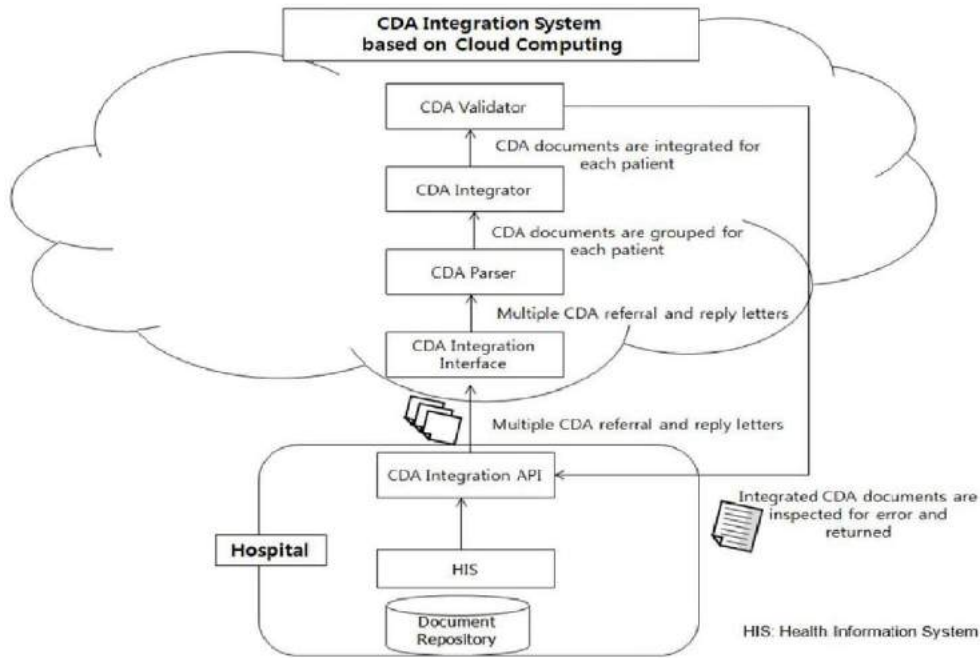 CDA Integration System
based on Cloud Computing
CDA Validator
CDA documents are integrated for
each patient
CDA Integrator
CDA documents are grouped for
each patient
CDA Parser
Multiple CDA referral and reply letters
CDA Integration
Interface
Multiple CDA referral and reply letters
CDA Integration API
Integrated CDA documents are
inspected for error and
returned
Hospital
HIS
Document
Repository
HIS: Health Information System